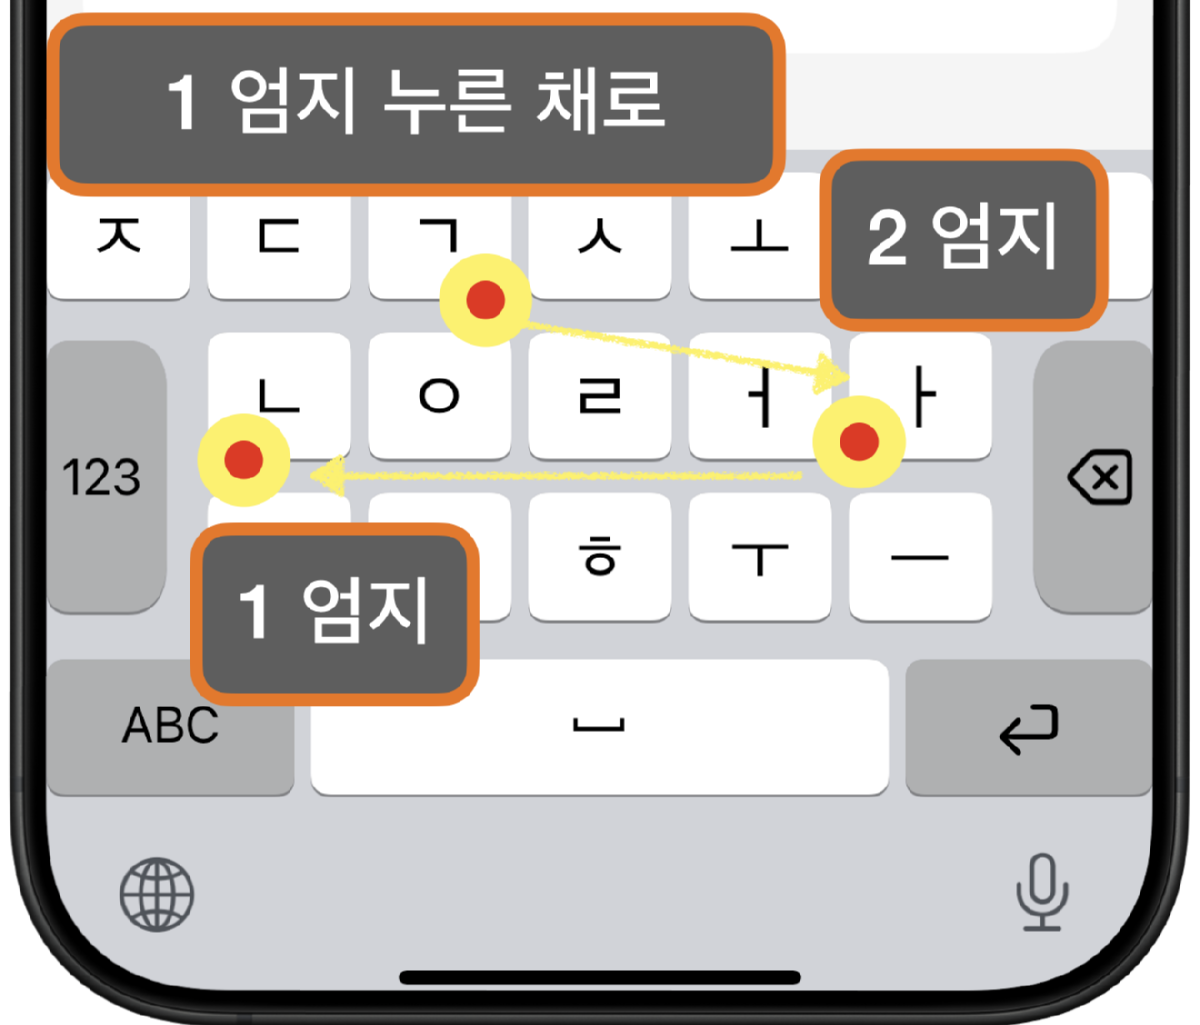 1 엄지 누른 채로
2 엄지
ㅈ ㄷ ㄱ ㅅ ㅗ
ㄴ ㅇ ㄹ ㅓ ㅏ
123
ㅎ ㅜ ㅡ
1 엄지
ABC